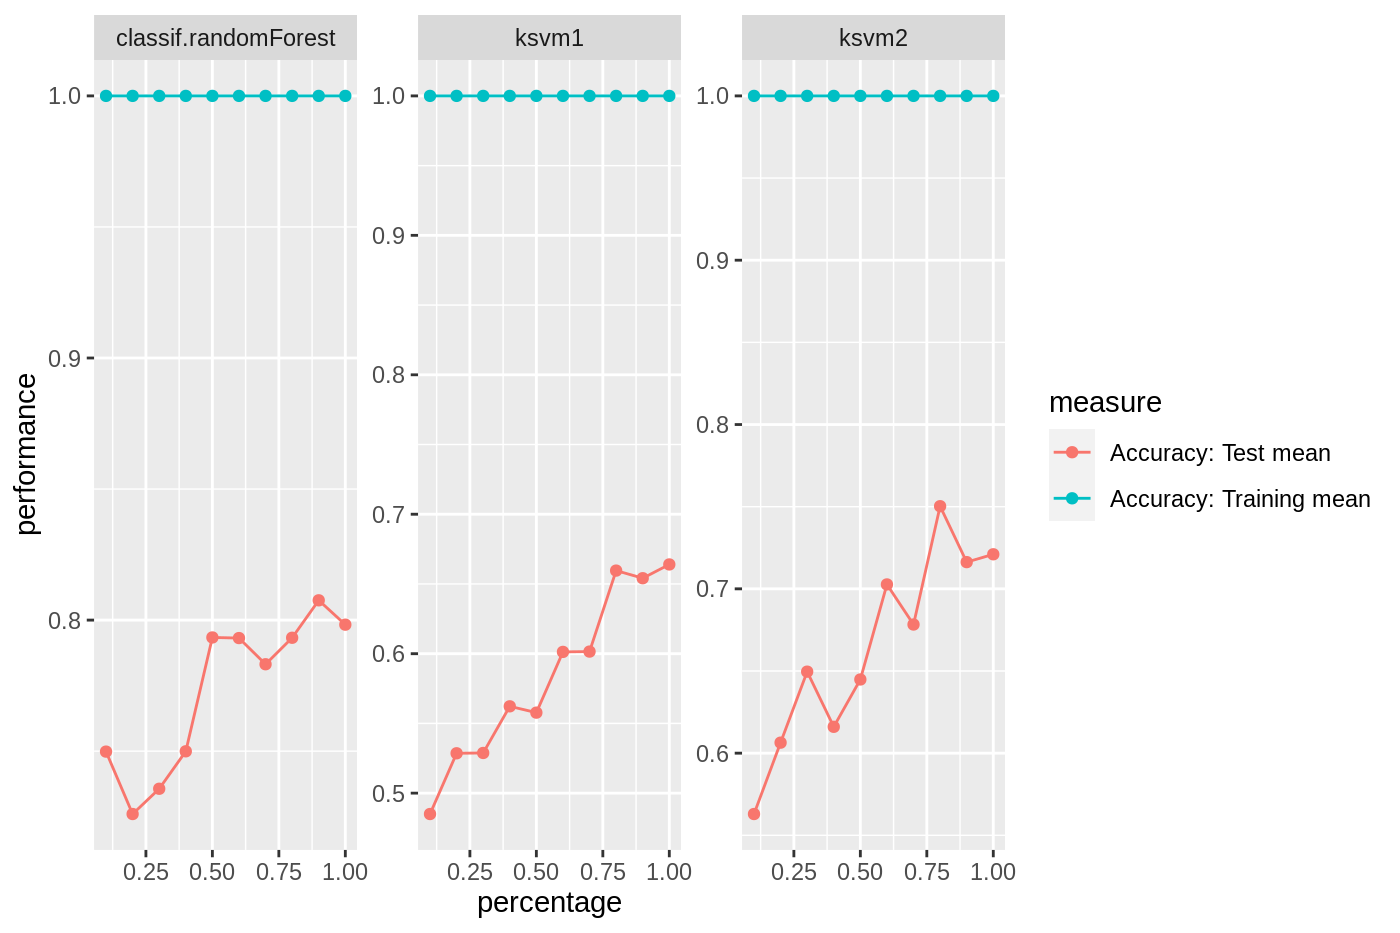 classif.randomForest
ksvm1
ksvm2
performance
1.0
0.9
0.8
1.0
0.9
0.8
0.7
0.6
0.5
1.0
0.9
0.8
0.7
0.6
0.25 0.50 0.75 1.00
0.25 0.50 0.75 1.00
0.25 0.50 0.75 1.00
percentage
measure
Accuracy: Test mean
Accuracy: Training mean